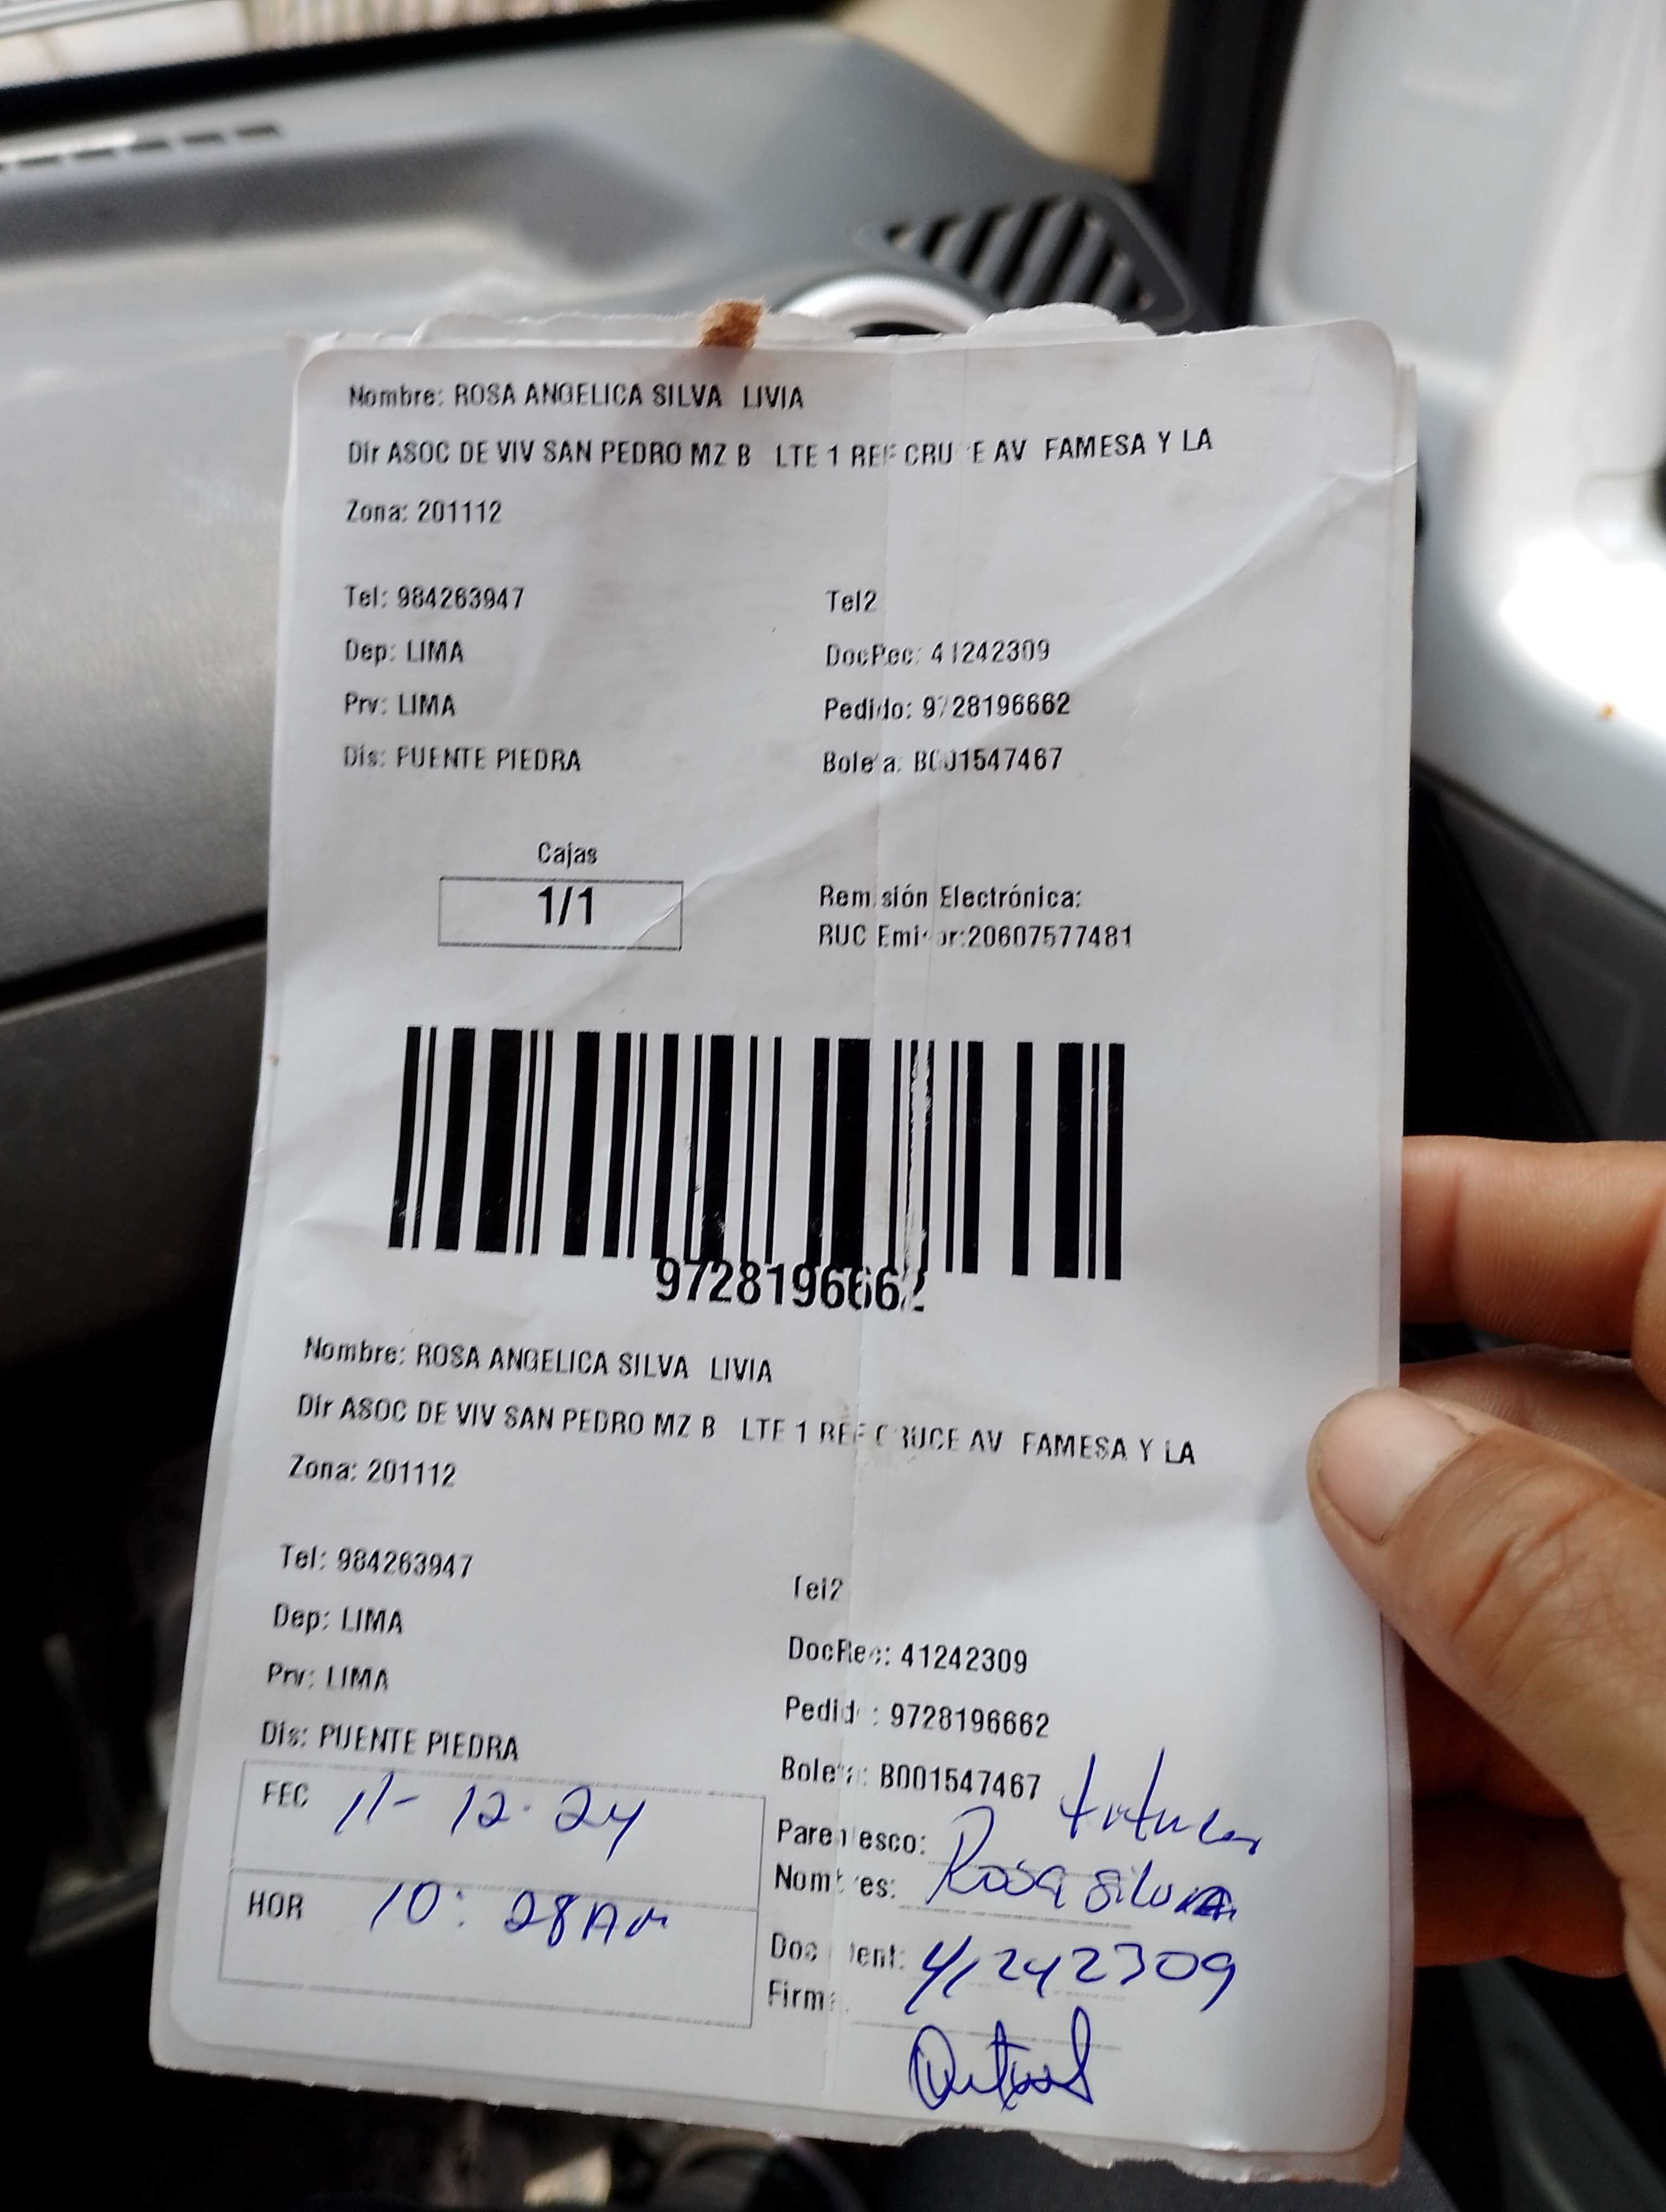 Nombre: ROSA ANGELICA SILVA LIVIA
Dir ASOC DE VIV SAN PEDRO MZ B LTE 1 REF CRUCE AV FAMESA Y LA
Zona: 201112
Tel: 984263947
Tel2
Dep: LIMA
DocRec: 41242309
Prv: LIMA
Pedido: 9728196662
Dis: PUENTE PIEDRA
Boleta: B001547467
Cajas
1/1
Remisión Electrónica:
RUC Emisor:20607577481
9728196662
Nombre: ROSA ANGELICA SILVA LIVIA
Dir ASOC DE VIV SAN PEDRO MZ B LTE 1 REF CRUCE AV FAMESA Y LA
Zona: 201112
Tel: 984263947
Tel2
Dep: LIMA
DocRec: 41242309
Prv: LIMA
Pedido: 9728196662
Dis: PUENTE PIEDRA
Boleta: B001547467
FEC 11-12-24
HOR 10:28AM
Parentesco: titular
Nombres: Rosa Silva
Doc Ident: 41242309
Firma: